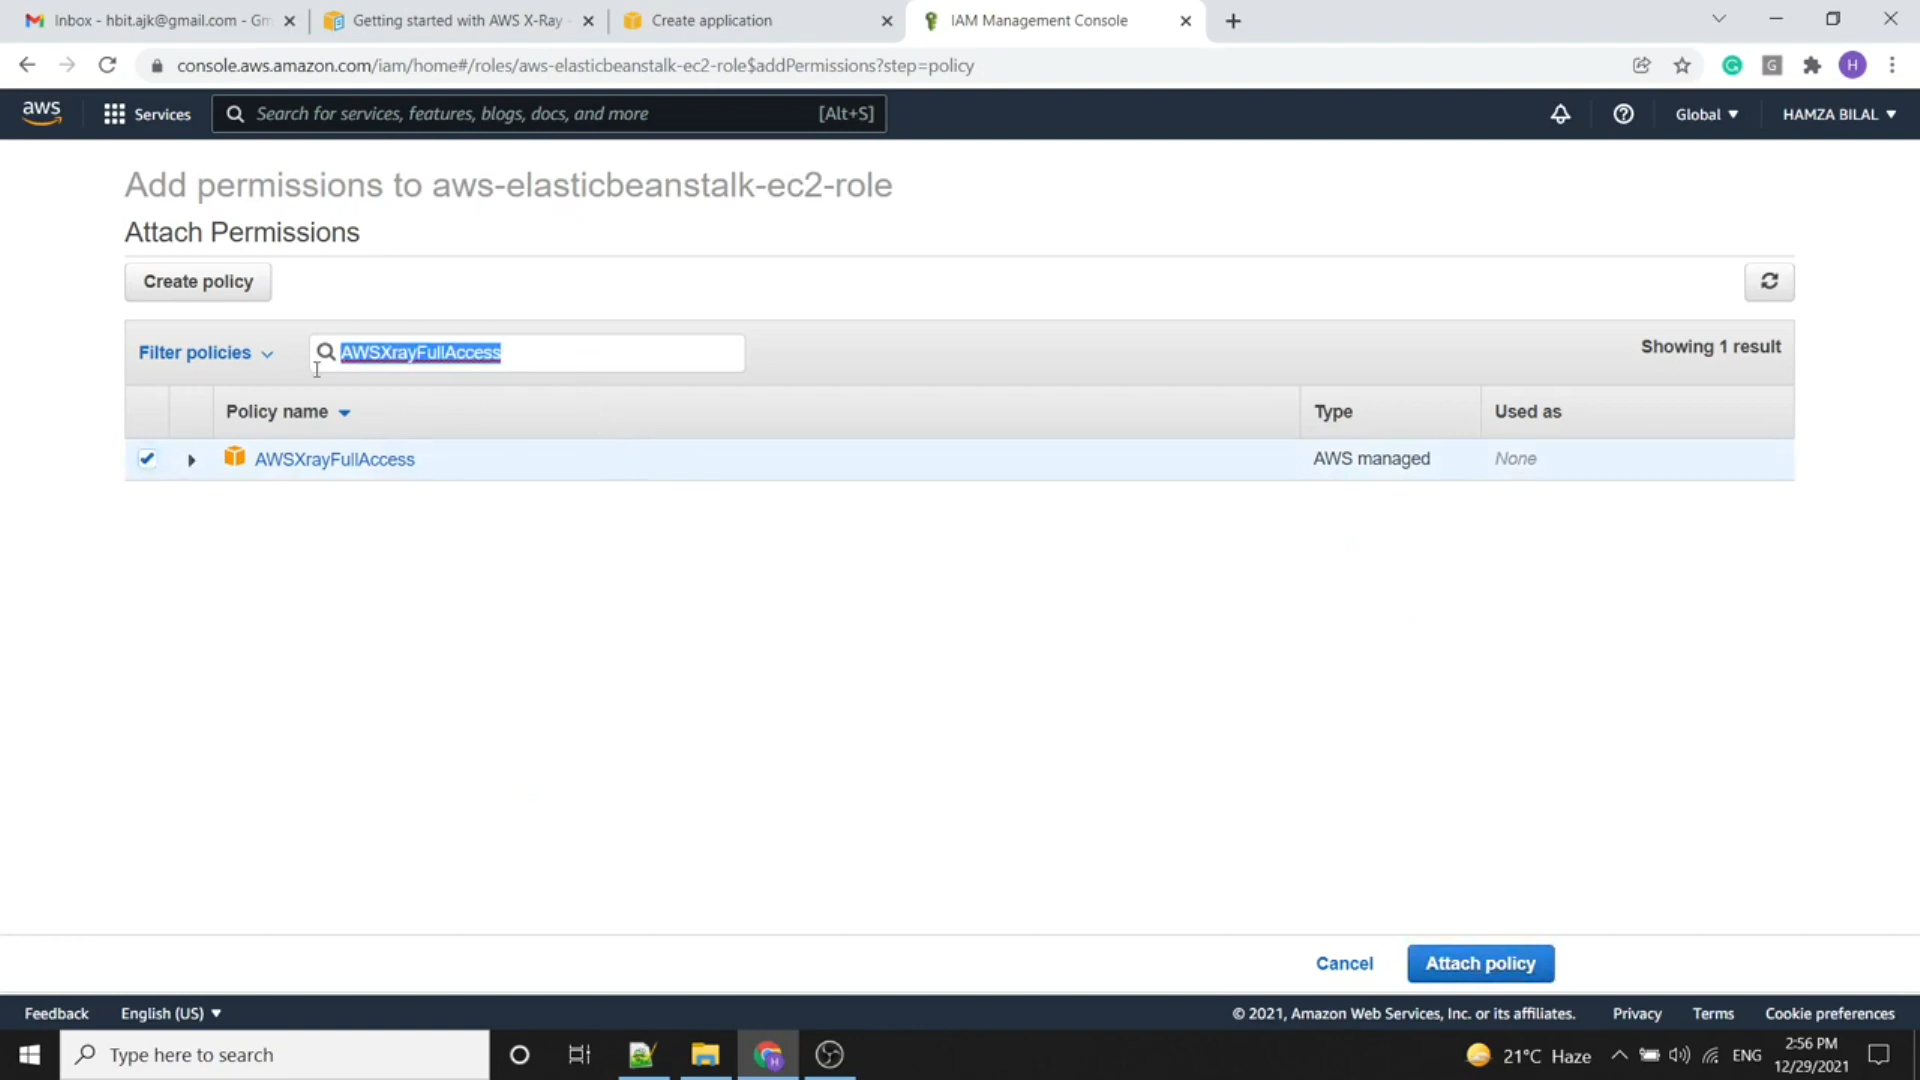 Inbox - hbit.ajk@gmail.com - Gm
Getting started with AWS X-Ray
Create application
IAM Management Console
console.aws.amazon.com/iam/home#/roles/aws-elasticbeanstalk-ec2-role$addPermissions?step=policy
G
G
H
aws
Services
Search for services, features, blogs, docs, and more
[Alt+S]
Global
HAMZA BILAL
Add permissions to aws-elasticbeanstalk-ec2-role
Attach Permissions
Create policy
Filter policies
AWSXrayFullAccess
Showing 1 result
Policy name
Type
Used as
AWSXrayFullAccess
AWS managed
None
Cancel
Attach policy
Feedback
English (US)
© 2021, Amazon Web Services, Inc. or its affiliates.
Privacy
Terms
Cookie preferences
Type here to search
H
21°C Haze
ENG
2:56 PM
12/29/2021